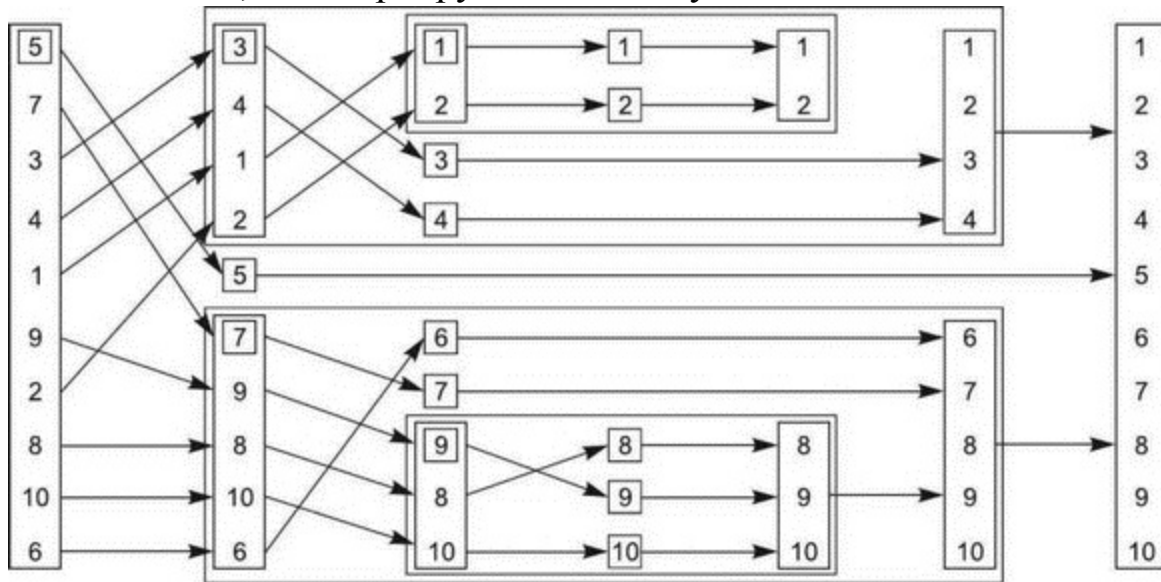 5 3 1 1 1 1 1
7 4 2 2 2 2 2
3 1 3 3 3
4 2 4 4 4
1 5 5
9 7 6 6 6
2 9 7 7 7
8 8 9 8 8 8 8
10 10 8 9 9 9 9
6 6 10 10 10 10 10